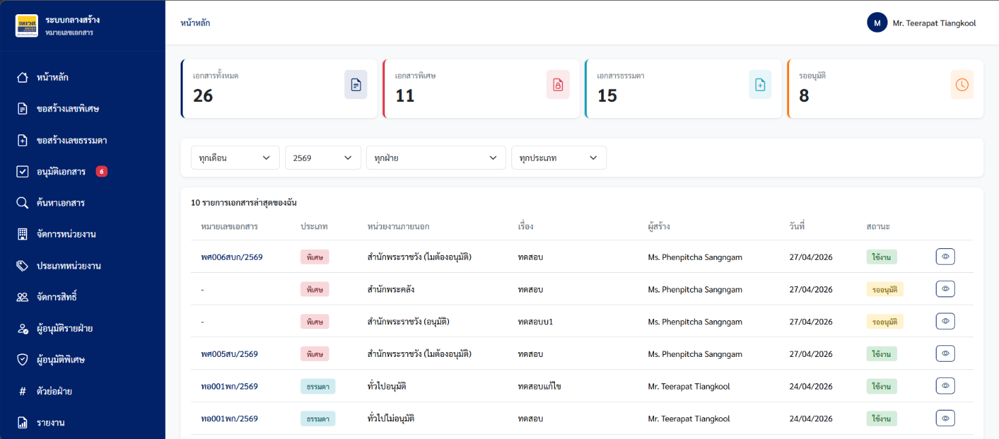 เทเวศ
ระบบกลางสร้าง
หมายเลขเอกสาร
หน้าหลัก
M Mr. Teerapat Tiangkool
หน้าหลัก
ขอสร้างเลขพิเศษ
ขอสร้างเลขธรรมดา
อนุมัติเอกสาร 6
ค้นหาเอกสาร
จัดการหน่วยงาน
ประเภทหน่วยงาน
จัดการสิทธิ์
ผู้อนุมัติรายฝ่าย
ผู้อนุมัติพิเศษ
# ตัวย่อฝ่าย
รายงาน
เอกสารทั้งหมด
26
เอกสารพิเศษ
11
เอกสารธรรมดา
15
รออนุมัติ
8
ทุกเดือน 2569 ทุกฝ่าย ทุกประเภท
10 รายการเอกสารล่าสุดของฉัน
หมายเลขเอกสาร ประเภท หน่วยงานภายนอก เรื่อง ผู้สร้าง วันที่ สถานะ
พศ006สบก/2569 พิเศษ สำนักพระราชวัง (ไมต้องอนุมัติ) ทดสอบ Ms. Phenpitcha Sangngam 27/04/2026 ใช้งาน
- พิเศษ สำนักพระคลัง ทดสอบ Ms. Phenpitcha Sangngam 27/04/2026 รออนุมัติ
- พิเศษ สำนักพระราชวัง (อนุมัติ) ทดสอบบ1 Ms. Phenpitcha Sangngam 27/04/2026 รออนุมัติ
พศ005สบ/2569 พิเศษ สำนักพระราชวัง (ไมต้องอนุมัติ) ทดสอบ Ms. Phenpitcha Sangngam 27/04/2026 ใช้งาน
ทอ001พก/2569 ธรรมดา ทั่วไปอนุมัติ ทดสอบแก้ไข Mr. Teerapat Tiangkool 24/04/2026 ใช้งาน
ทอ001พก/2569 ธรรมดา ทั่วไปไม่อนุมัติ ทดสอบ Mr. Teerapat Tiangkool 24/04/2026 ใช้งาน